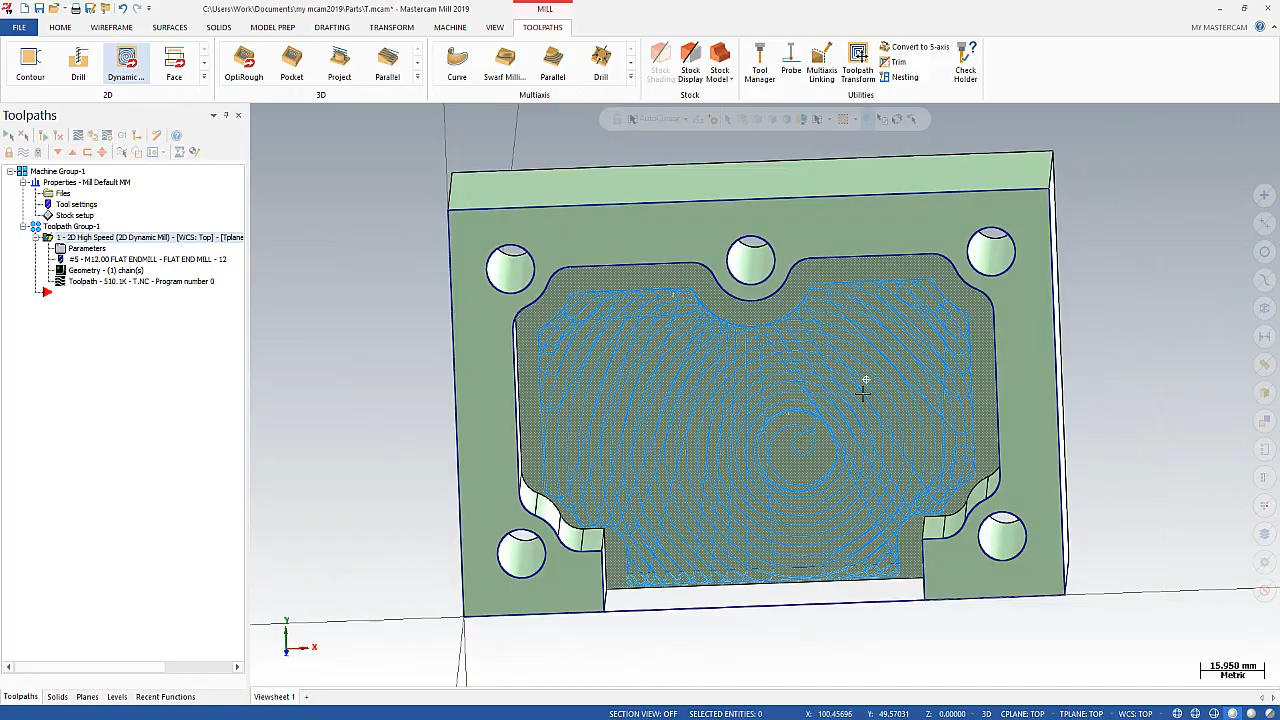 C:\Users\Work\Documents\my mcam2019\Parts\T.mcam* - Mastercam Mill 2019
MILL
FILE HOME WIREFRAME SURFACES SOLIDS MODEL PREP DRAFTING TRANSFORM MACHINE VIEW TOOLPATHS MY MASTERCAM
Contour Drill Dynamic ... Face OptiRough Pocket Project Parallel Curve Swarf Milli... Parallel Drill Stock Shading Stock Display Stock Model Tool Manager Probe Multiaxis Linking Toolpath Transform Convert to 5-axis Trim Nesting Check Holder
2D 3D Multiaxis Stock Utilities
Toolpaths
AutoCursor
G1
Machine Group-1
Properties - Mill Default MM
Files
Tool settings
Stock setup
Toolpath Group-1
1 - 2D High Speed (2D Dynamic Mill) - [WCS: Top] - [Tplane
Parameters
#5 - M12.00 FLAT ENDMILL - FLAT END MILL - 12
Geometry - (1) chain(s)
Toolpath - 510.1K - T.NC - Program number 0
Y
X
Z
15.950 mm
Metric
Toolpaths Solids Planes Levels Recent Functions Viewsheet 1 +
SECTION VIEW: OFF SELECTED ENTITIES: 0 X: 100.45696 Y: 49.57031 Z: 0.00000 3D CPLANE: TOP TPLANE: TOP WCS: TOP